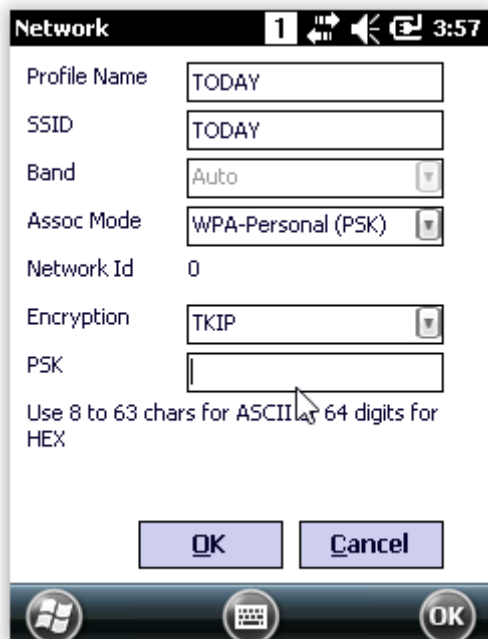 Network 1 3:57
Profile Name TODAY
SSID TODAY
Band Auto
Assoc Mode WPA-Personal (PSK)
Network Id 0
Encryption TKIP
PSK
Use 8 to 63 chars for ASCII 64 digits for
HEX
OK Cancel
OK